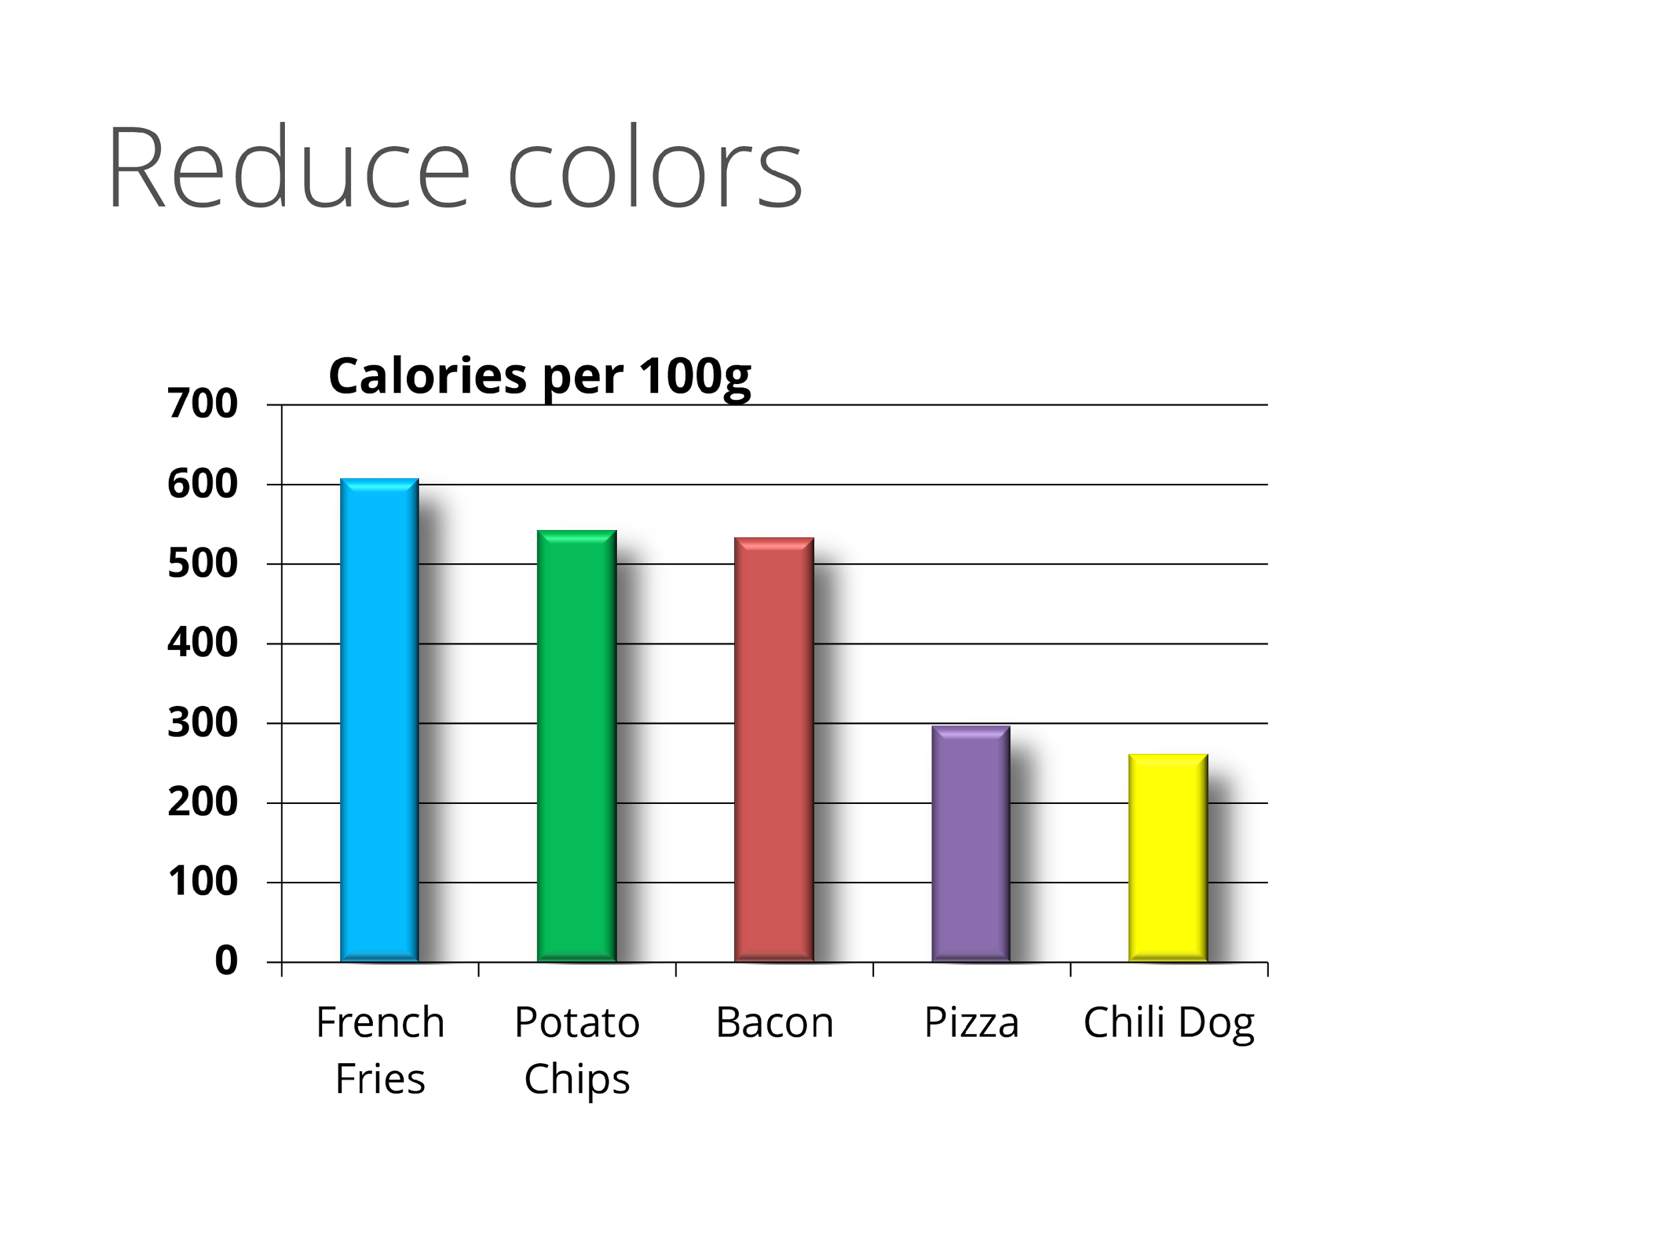 Reduce colors
Calories per 100g
700
600
500
400
300
200
100
0
French
Fries
Potato
Chips
Bacon
Pizza
Chili Dog